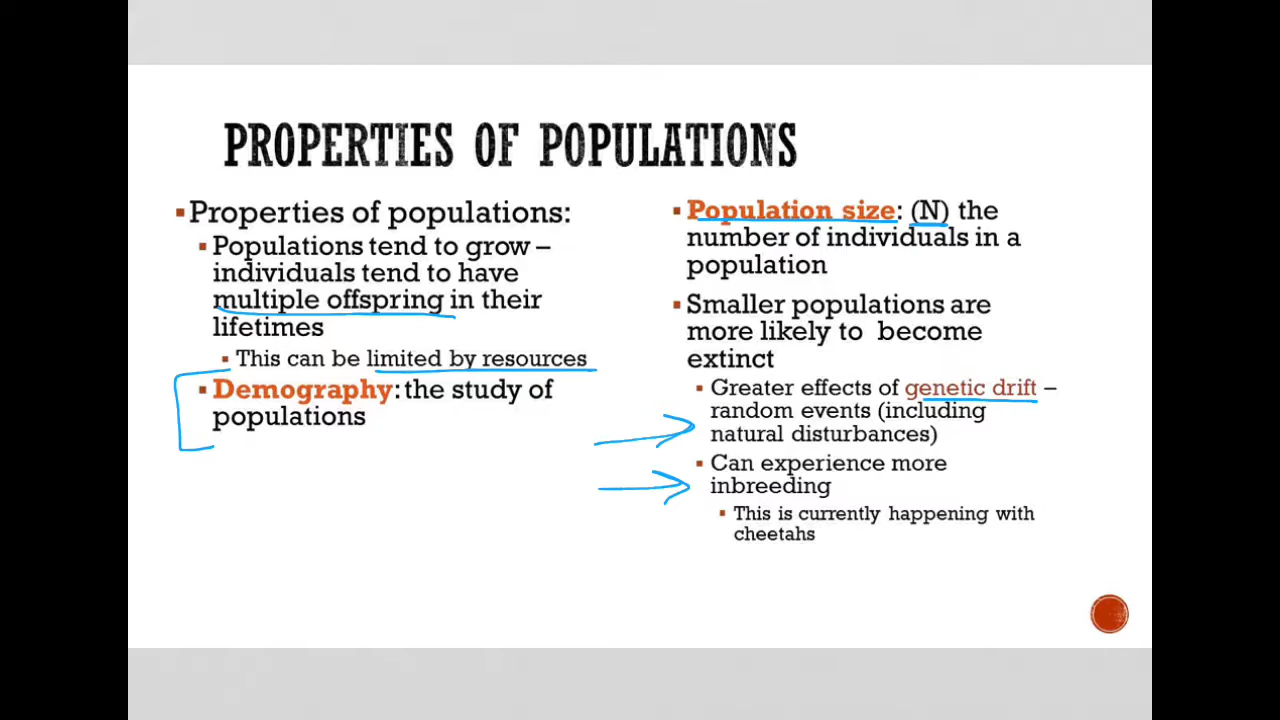 PROPERTIES OF POPULATIONS
▪Properties of populations:
▪Populations tend to grow –
individuals tend to have
multiple offspring in their
lifetimes
▪This can be limited by resources
▪Demography: the study of
populations
▪Population size: (N) the
number of individuals in a
population
▪Smaller populations are
more likely to become
extinct
▪Greater effects of genetic drift –
random events (including
natural disturbances)
▪Can experience more
inbreeding
▪This is currently happening with
cheetahs